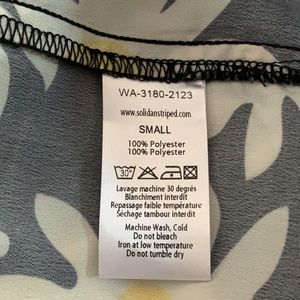 WA-3180-2123
www.solidanstriped.com
SMALL
100% Polyester
100% Polyester
30°
Lavage machine 30 degrés
Blanchiment interdit
Repassage faible température
Séchage tambour interdit
Machine Wash, Cold
Do not bleach
Iron at low temperature
Do not tumble dry